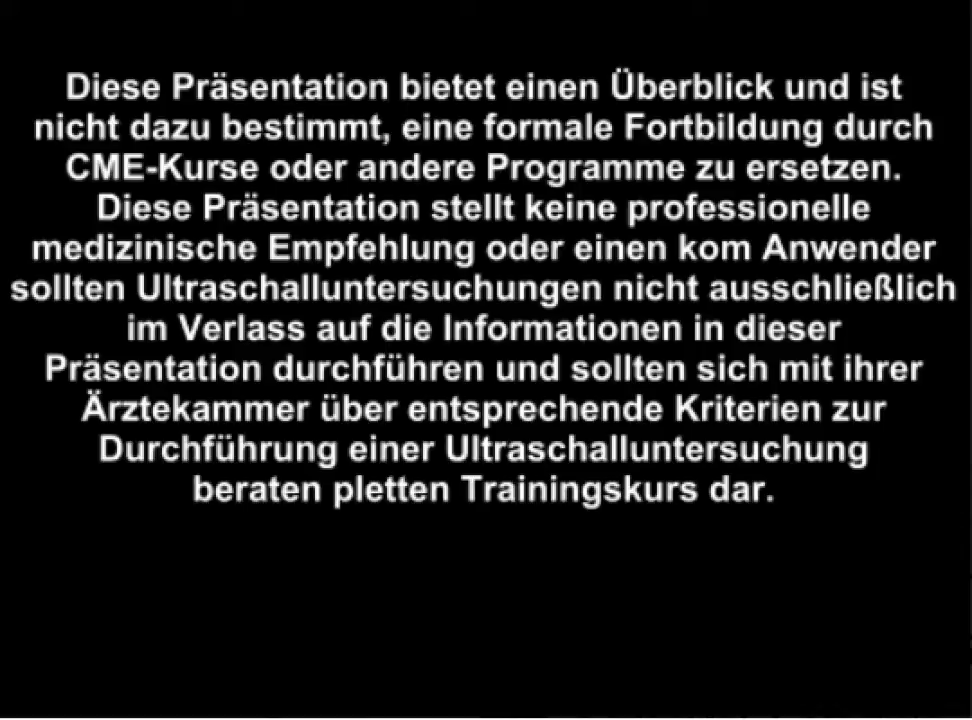 Diese Präsentation bietet einen Überblick und ist
nicht dazu bestimmt, eine formale Fortbildung durch
CME-Kurse oder andere Programme zu ersetzen.
Diese Präsentation stellt keine professionelle
medizinische Empfehlung oder einen kom Anwender
sollten Ultraschalluntersuchungen nicht ausschließlich
im Verlass auf die Informationen in dieser
Präsentation durchführen und sollten sich mit ihrer
Ärztekammer über entsprechende Kriterien zur
Durchführung einer Ultraschalluntersuchung
beraten pletten Trainingskurs dar.